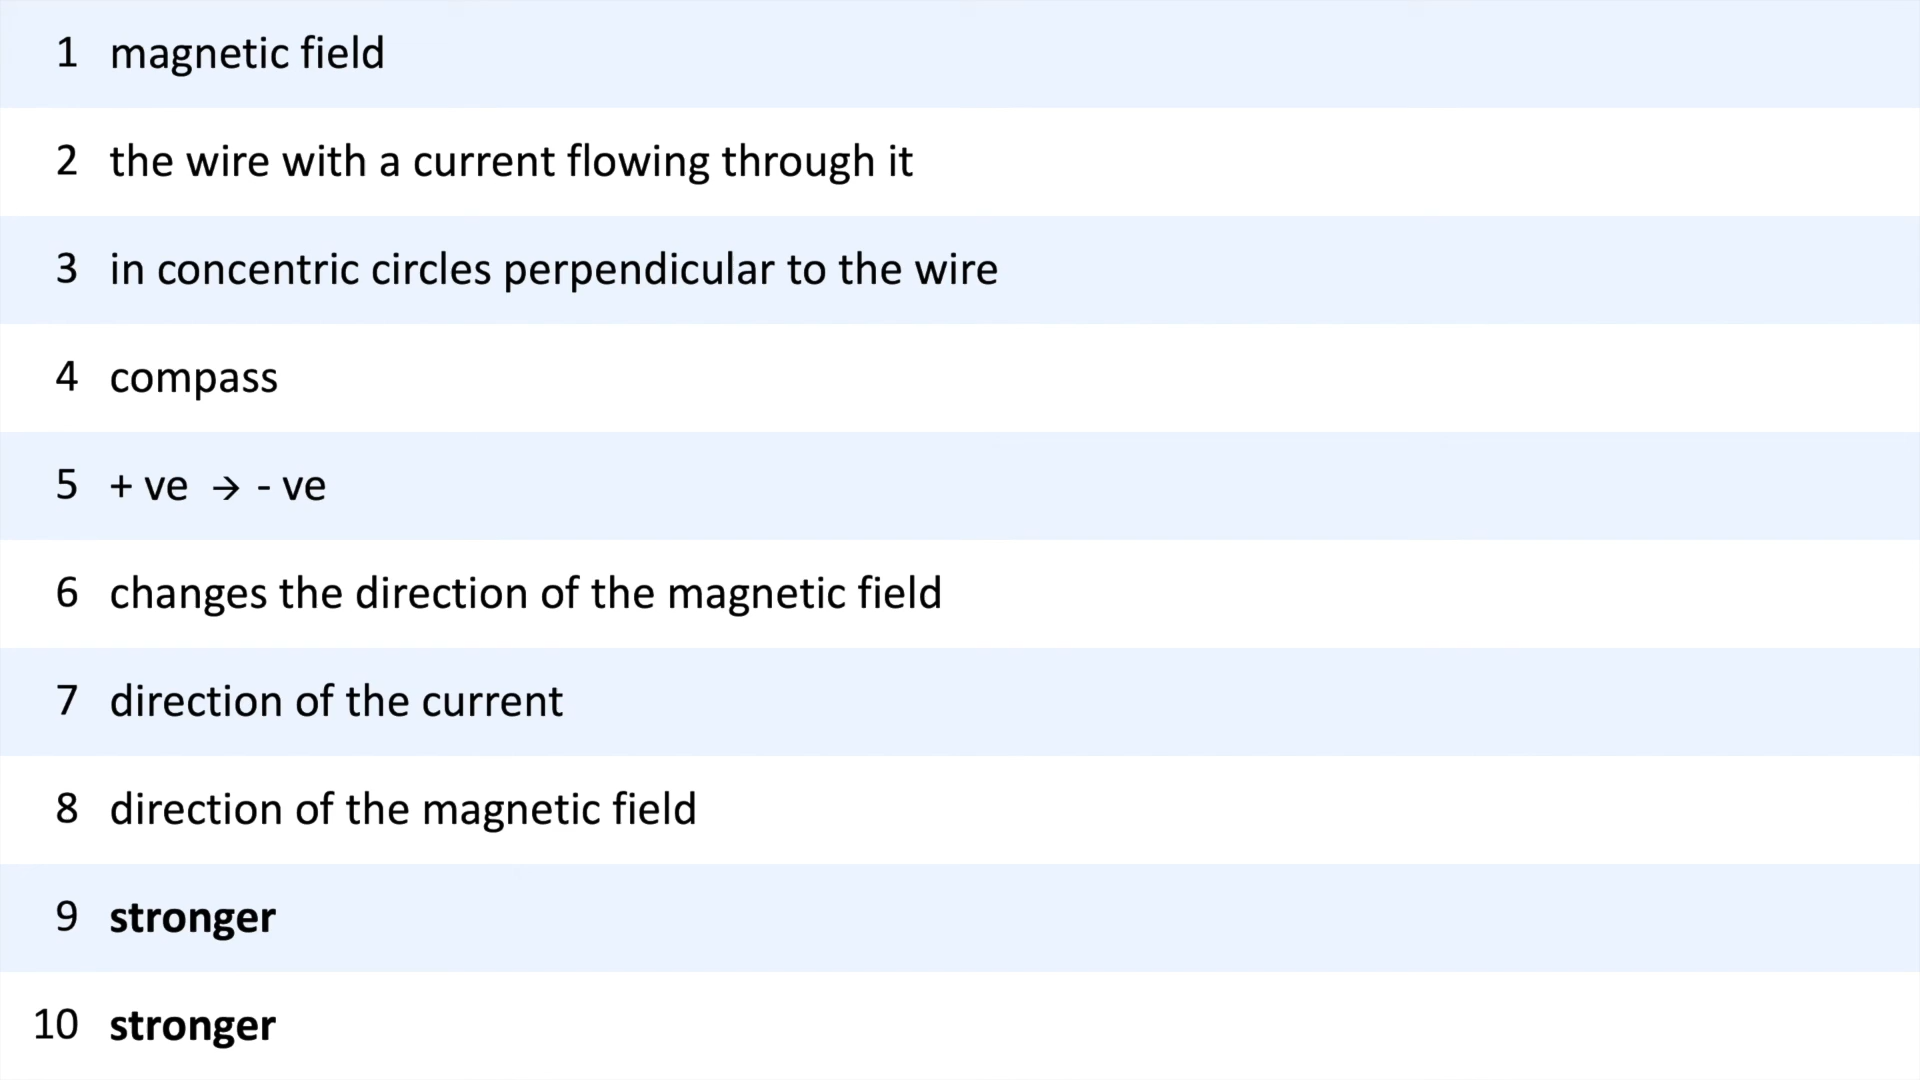 1 magnetic field
2 the wire with a current flowing through it
3 in concentric circles perpendicular to the wire
4 compass
5 + ve → - ve
6 changes the direction of the magnetic field
7 direction of the current
8 direction of the magnetic field
9 stronger
10 stronger